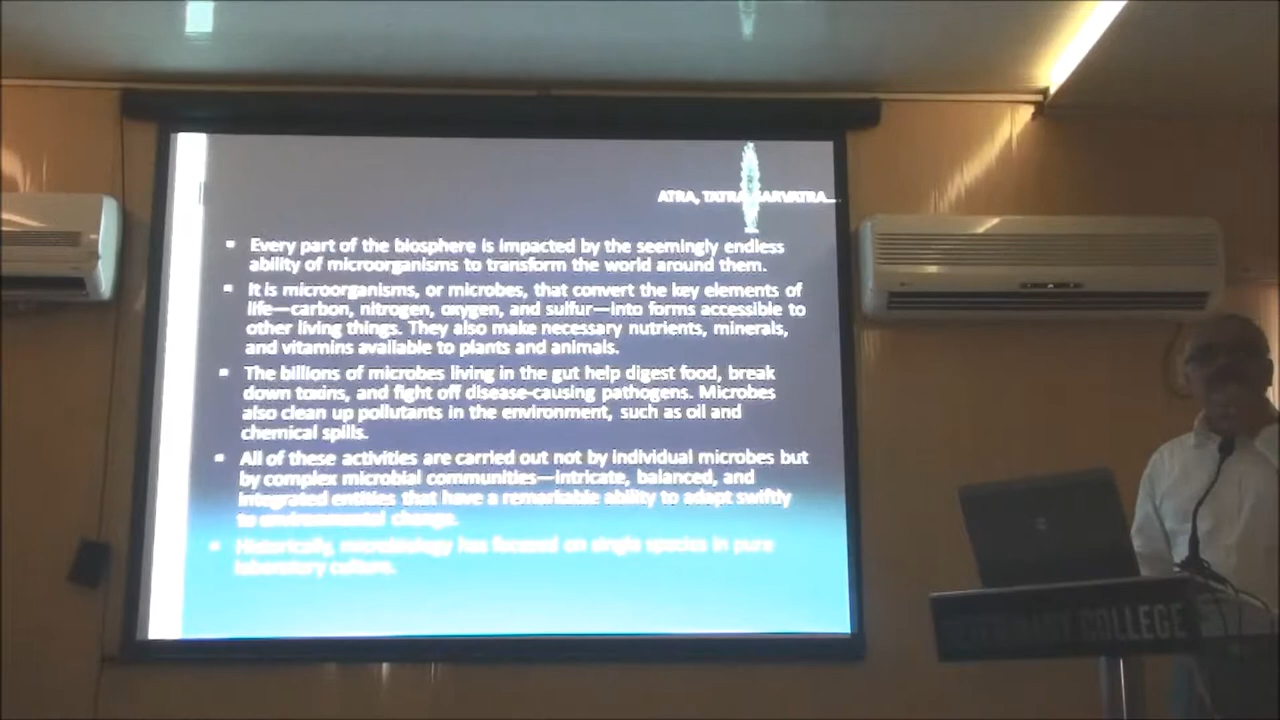 ATRA, TATRA, SARVATRA...
▪ Every part of the biosphere is impacted by the seemingly endless
ability of microorganisms to transform the world around them.
▪ It is microorganisms, or microbes, that convert the key elements of
life—carbon, nitrogen, oxygen, and sulfur—into forms accessible to
other living things. They also make necessary nutrients, minerals,
and vitamins available to plants and animals.
▪ The billions of microbes living in the gut help digest food, break
down toxins, and fight off disease-causing pathogens. Microbes
also clean up pollutants in the environment, such as oil and
chemical spills.
▪ All of these activities are carried out not by individual microbes but
by complex microbial communities—intricate, balanced, and
integrated entities that have a remarkable ability to adapt swiftly
to environmental change.
▪ Historically, microbiology has focused on single species in pure
laboratory culture.
COLLEGE